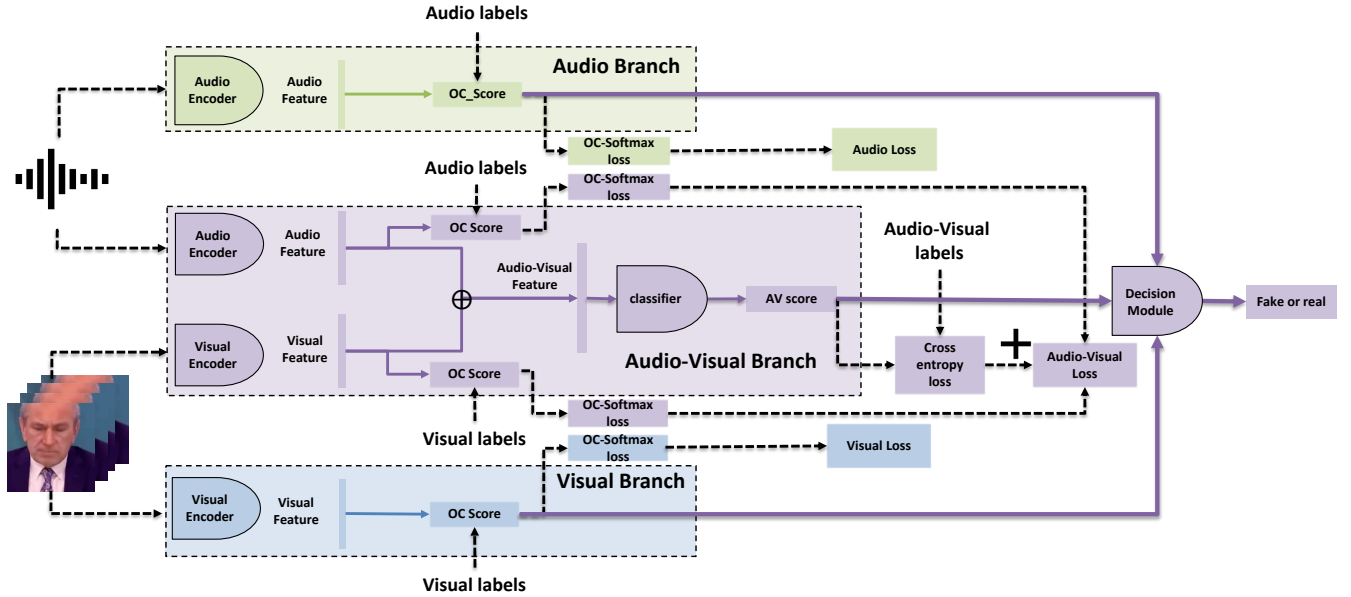 Audio labels
Audio Branch
Audio
Encoder
Audio
Feature
OC_Score
OC-Softmax
loss
Audio Loss
Audio labels
OC-Softmax
loss
Audio
Encoder
Audio
Feature
OC Score
Audio-Visual
labels
Audio-Visual
Feature
classifier
AV score
Decision
Module
Fake or real
Visual
Encoder
Visual
Feature
OC Score
Audio-Visual Branch
Cross
entropy
loss
+
Audio-Visual
Loss
Visual labels
OC-Softmax
loss
OC-Softmax
loss
Visual Loss
Visual Branch
Visual
Encoder
Visual
Feature
OC Score
Visual labels